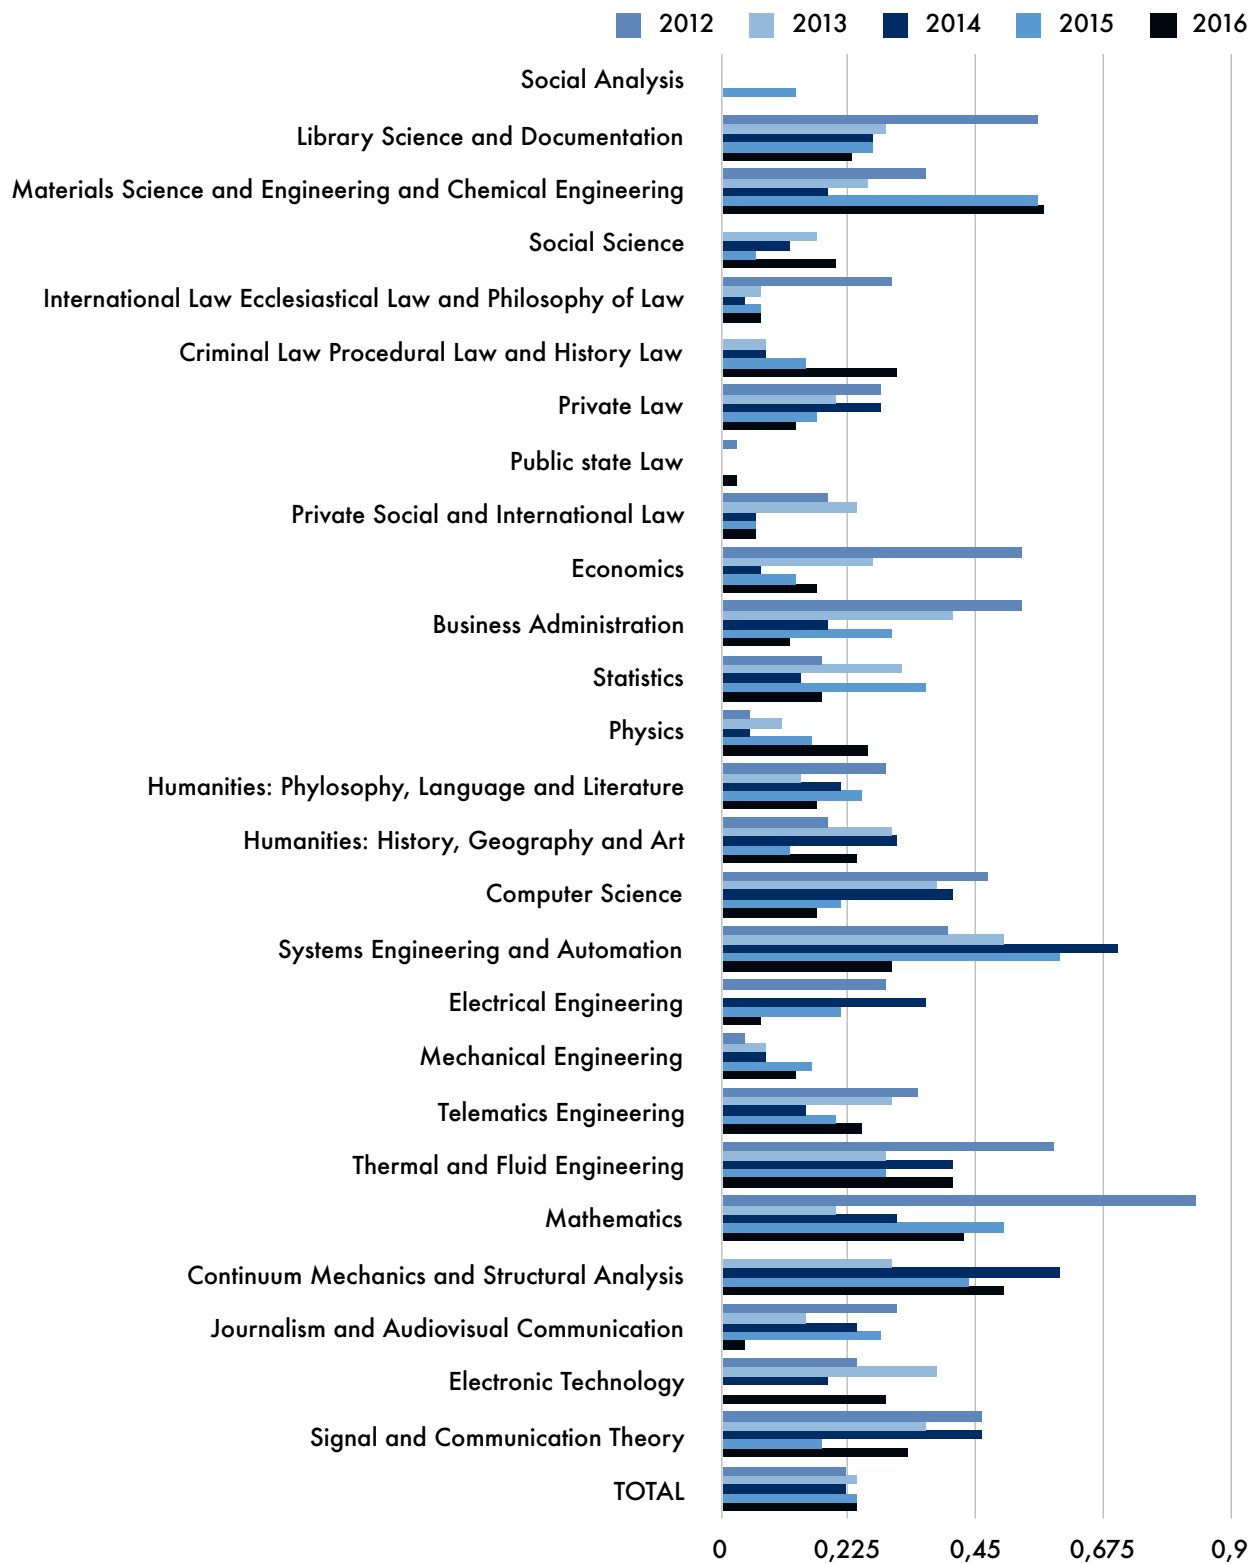 2012 2013 2014 2015 2016
Social Analysis
Library Science and Documentation
Materials Science and Engineering and Chemical Engineering
Social Science
International Law Ecclesiastical Law and Philosophy of Law
Criminal Law Procedural Law and History Law
Private Law
Public state Law
Private Social and International Law
Economics
Business Administration
Statistics
Physics
Humanities: Phylosophy, Language and Literature
Humanities: History, Geography and Art
Computer Science
Systems Engineering and Automation
Electrical Engineering
Mechanical Engineering
Telematics Engineering
Thermal and Fluid Engineering
Mathematics
Continuum Mechanics and Structural Analysis
Journalism and Audiovisual Communication
Electronic Technology
Signal and Communication Theory
TOTAL
0 0,225 0,45 0,675 0,9